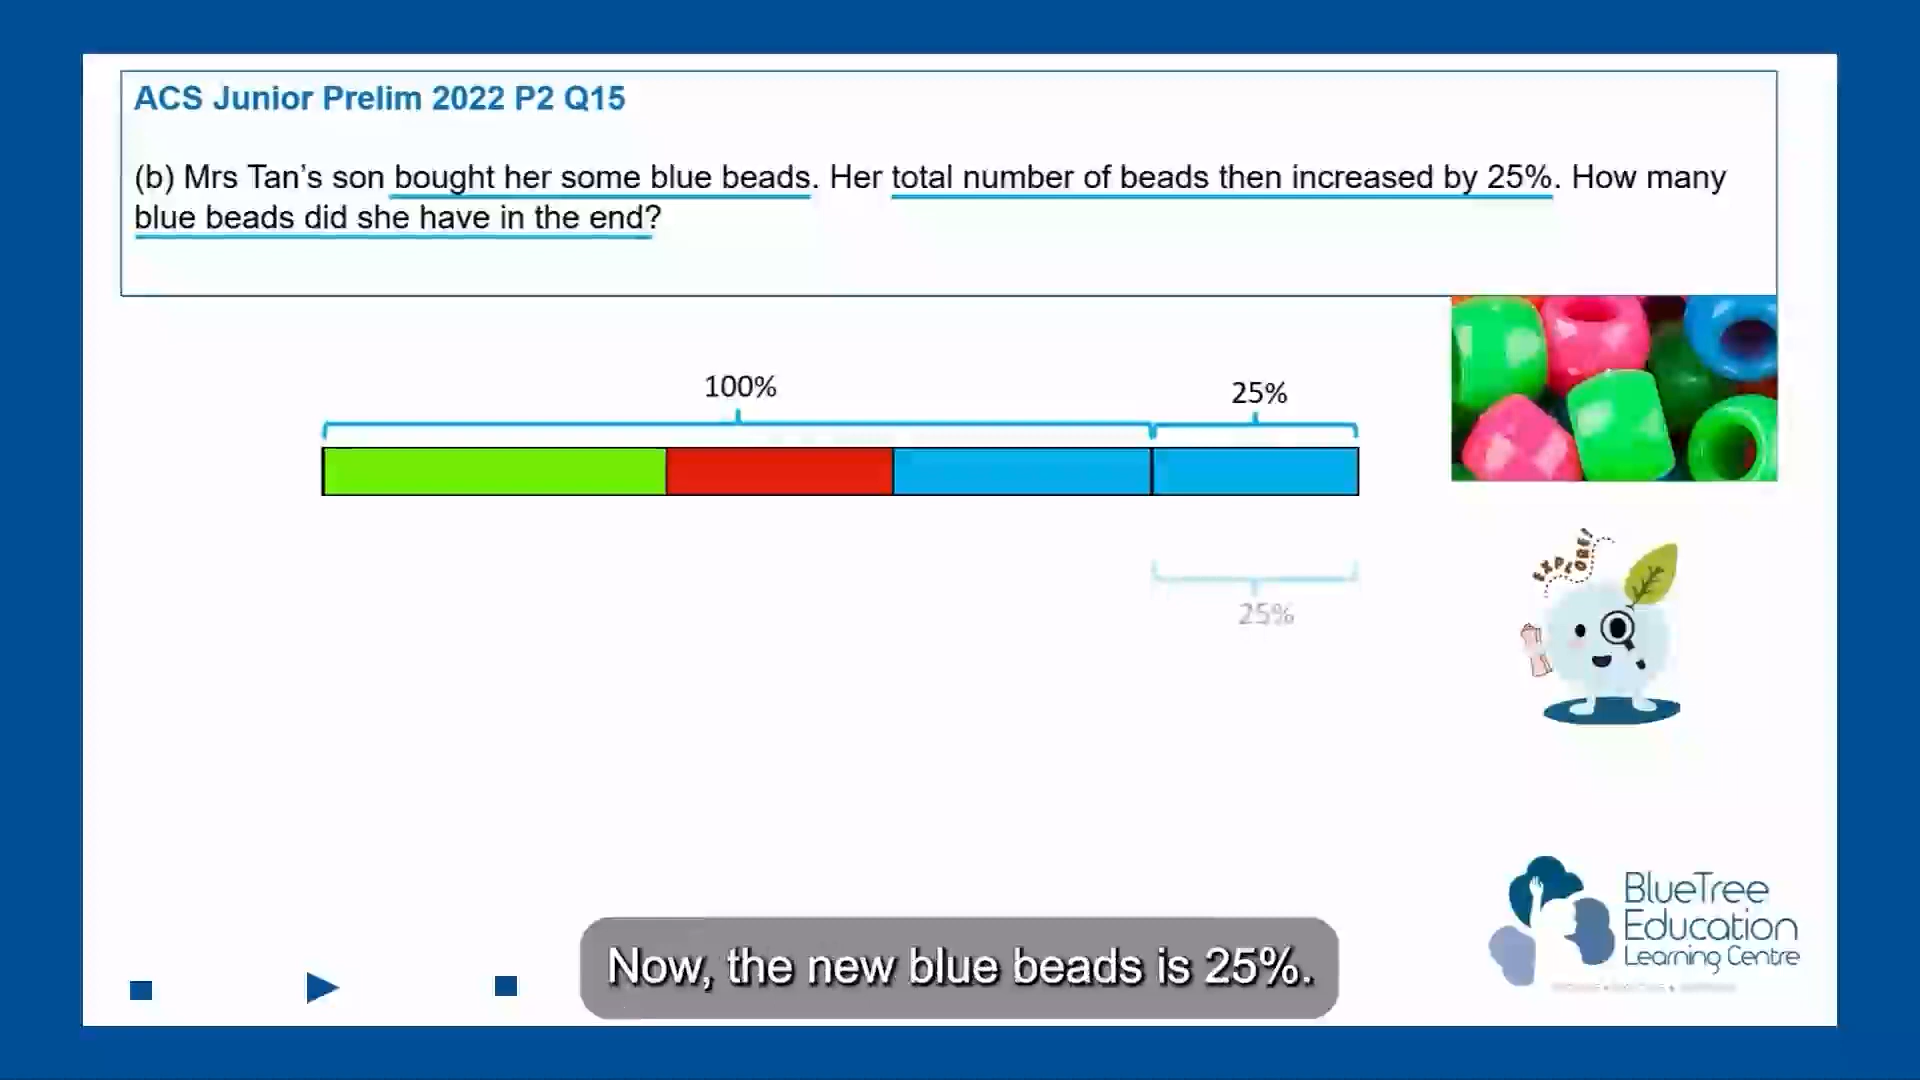 ACS Junior Prelim 2022 P2 Q15
(b) Mrs Tan’s son bought her some blue beads. Her total number of beads then increased by 25%. How many
blue beads did she have in the end?
100%
25%
25%
EXPLORE!
BlueTree
Education
Learning Centre
Now, the new blue beads is 25%.